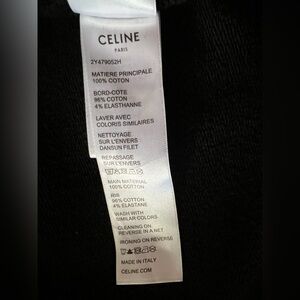 CELINE
PARIS
2Y479052H
MATIERE PRINCIPALE
100% COTON
BORD-COTE
96% COTON
4% ELASTHANNE
LAVER AVEC
COLORIS SIMILAIRES
NETTOYAGE
SUR L'ENVERS
DANS UN FILET
REPASSAGE
SUR L'ENVERS
MAIN MATERIAL
100% COTTON
RIB
96% COTTON
4% ELASTANE
WASH WITH
SIMILAR COLORS
CLEANING ON
REVERSE IN A NET
IRONING ON REVERSE
MADE IN ITALY
CELINE.COM